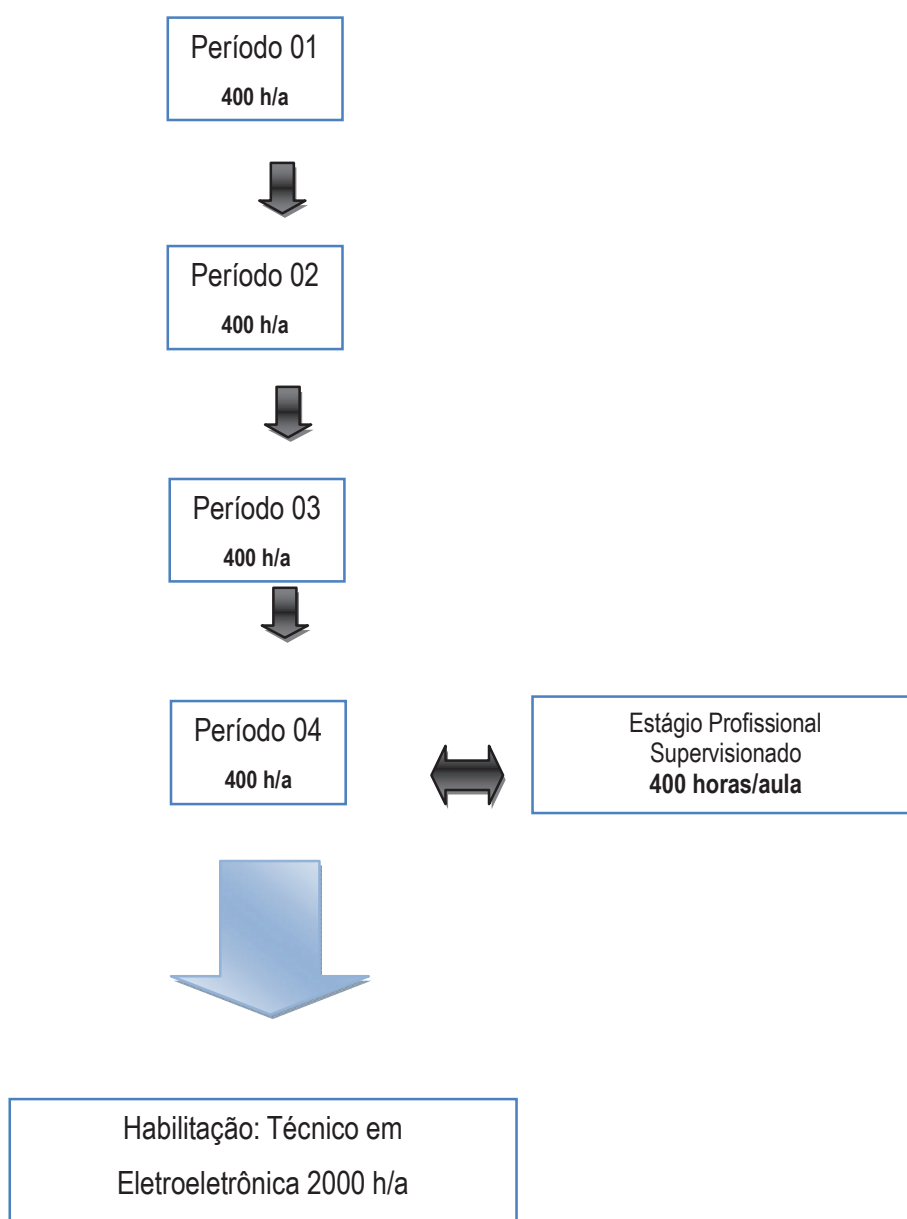 Período 01
400 h/a
Período 02
400 h/a
Período 03
400 h/a
Período 04
400 h/a
Estágio Profissional
Supervisionado
400 horas/aula
Habilitação: Técnico em
Eletroeletrônica 2000 h/a